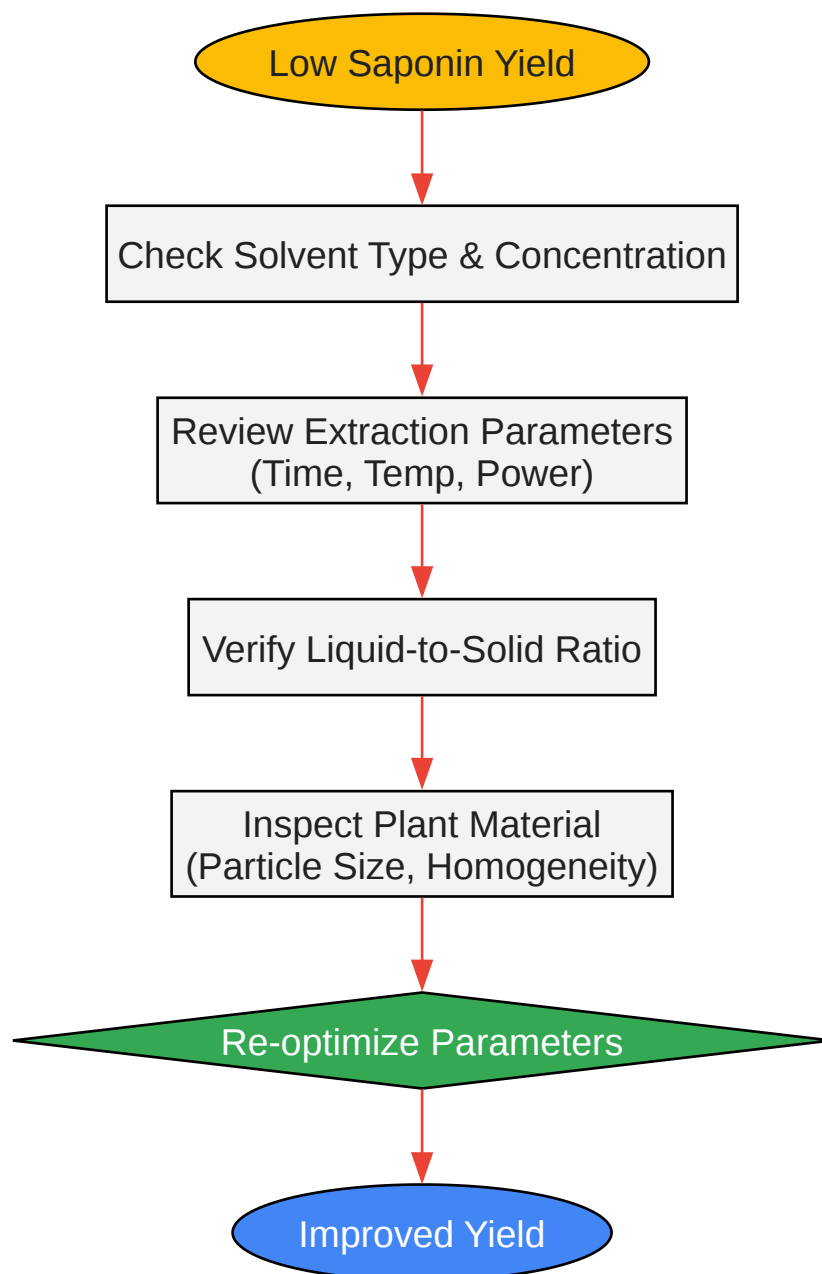 Low Saponin Yield
Check Solvent Type & Concentration
Review Extraction Parameters
(Time, Temp, Power)
Verify Liquid-to-Solid Ratio
Inspect Plant Material
(Particle Size, Homogeneity)
Re-optimize Parameters
Improved Yield